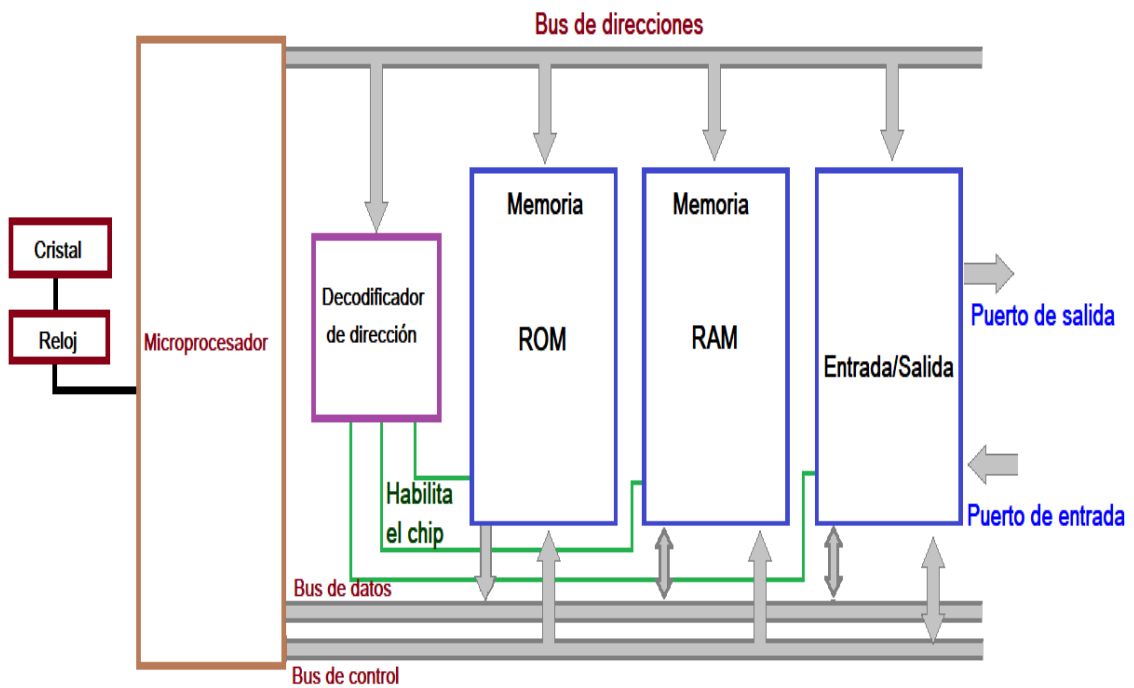 Bus de direcciones
Memoria
Memoria
Cristal
Reloj
Microprocesador
Decodificador
de dirección
ROM
RAM
Entrada/Salida
Puerto de salida
Puerto de entrada
Habilita
el chip
Bus de datos
Bus de control